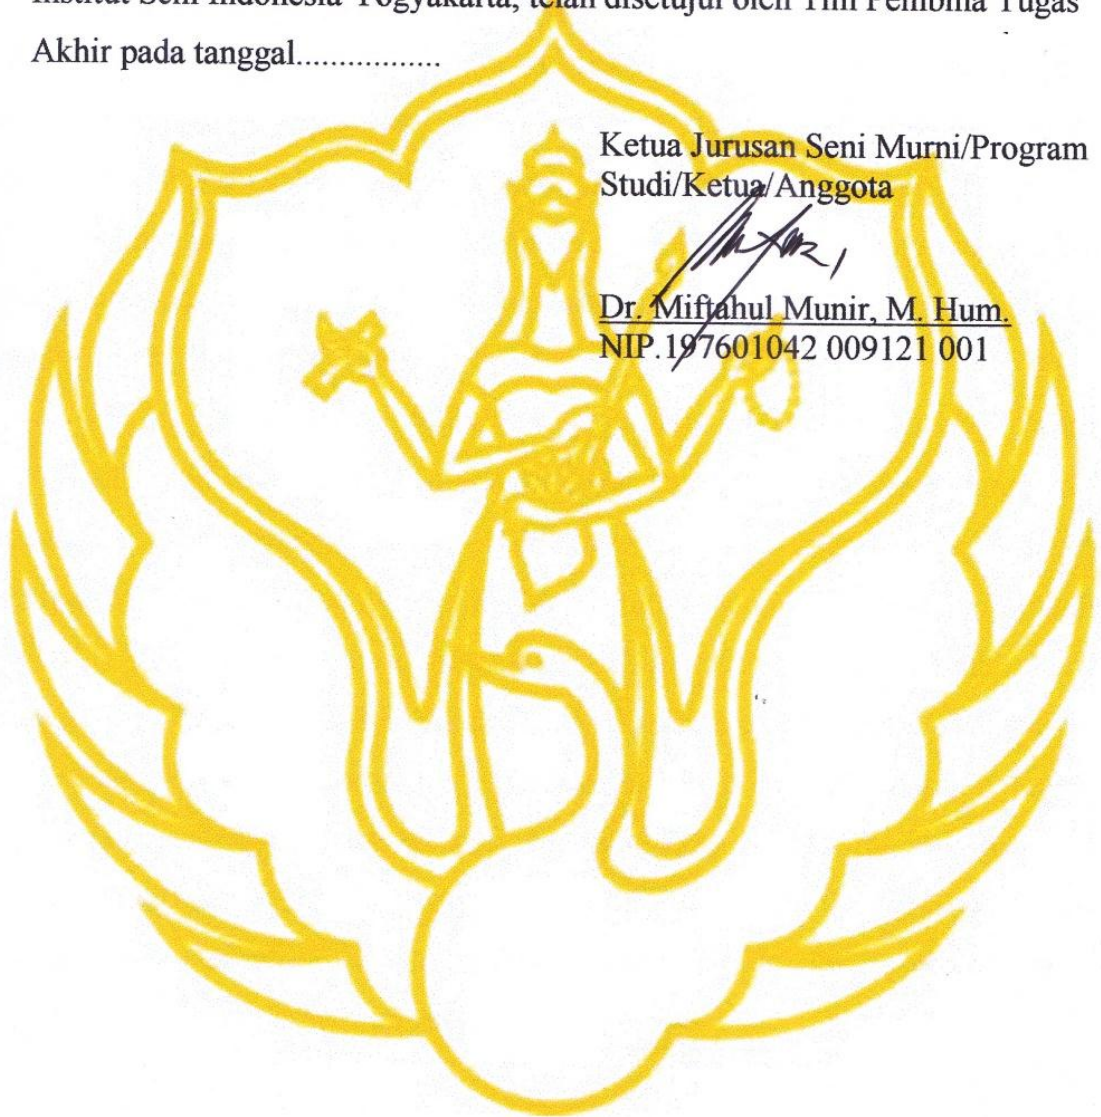 Institut Seni Indonesia Yogyakarta, telah disetujui oleh Tim Pembina Tugas
Akhir pada tanggal.................
Ketua Jurusan Seni Murni/Program
Studi/Ketua/Anggota
Dr. Miftahul Munir, M. Hum.
NIP.197601042 009121 001